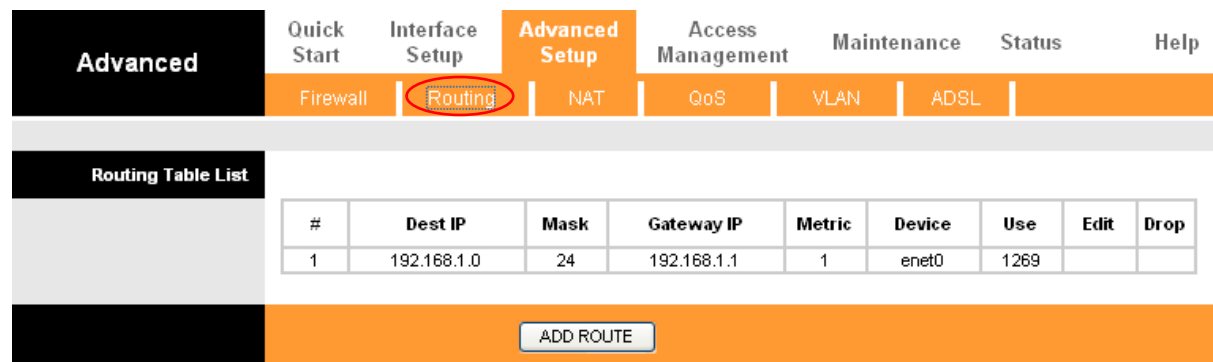 Advanced
Quick Start
Interface Setup
Advanced Setup
Access Management
Maintenance
Status
Help
Firewall
Routing
NAT
QoS
VLAN
ADSL
Routing Table List
# Dest IP Mask Gateway IP Metric Device Use Edit Drop
1 192.168.1.0 24 192.168.1.1 1 enet0 1269
ADD ROUTE